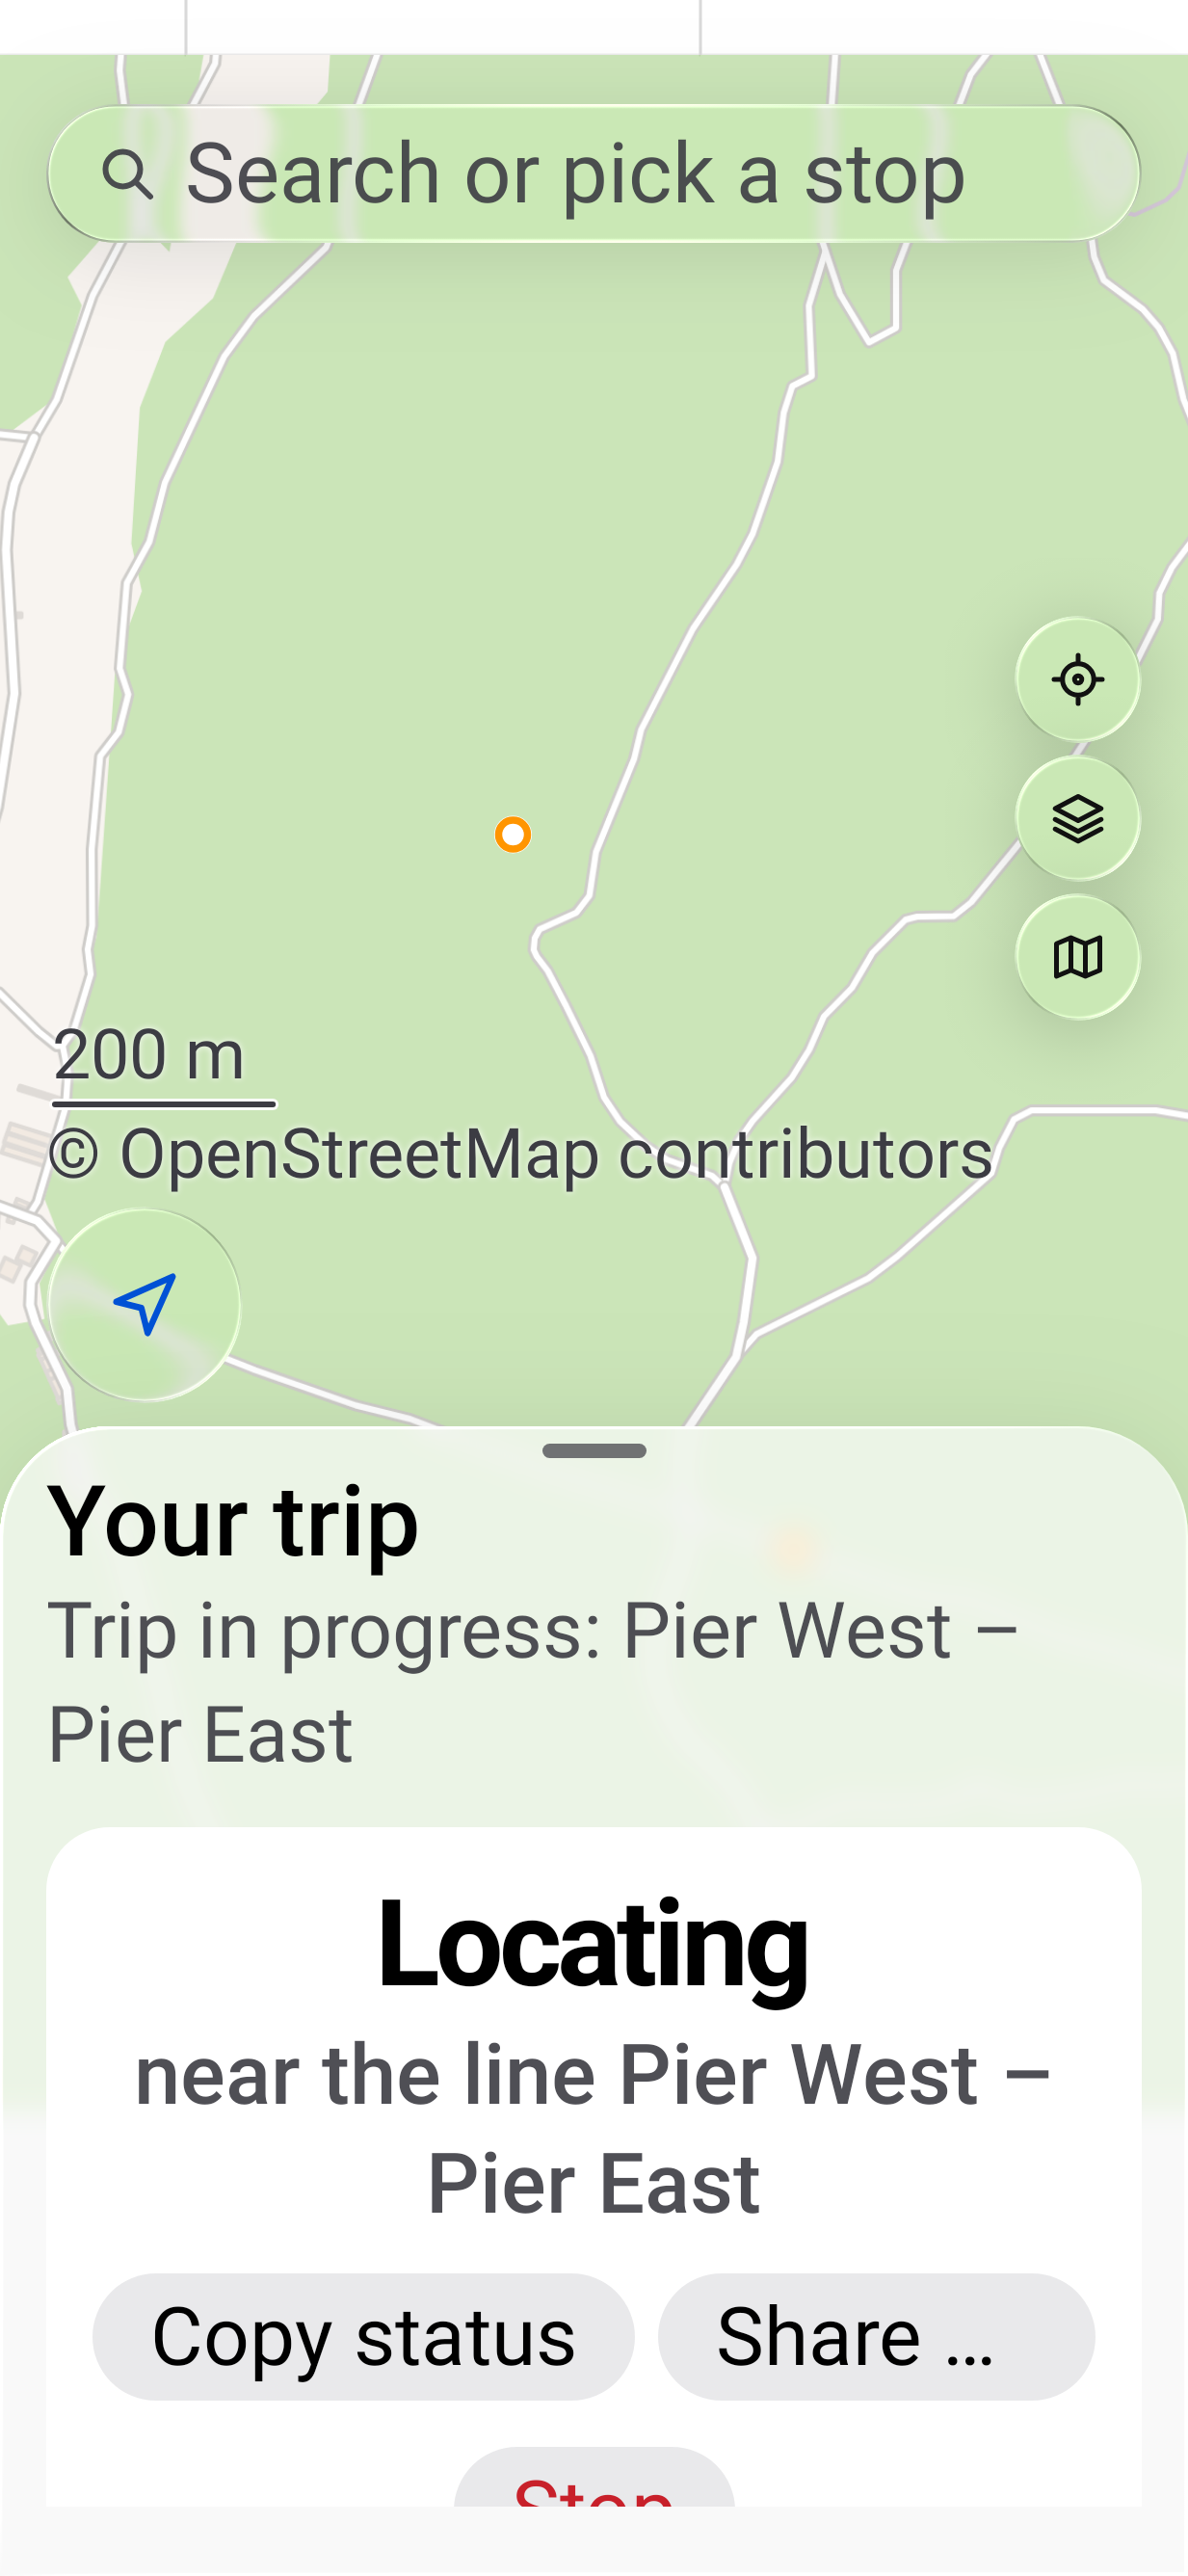 Search or pick a stop
200 m
© OpenStreetMap contributors
Your trip
Trip in progress: Pier West –
Pier East
Locating
near the line Pier West –
Pier East
Copy status
Share ...
Stop